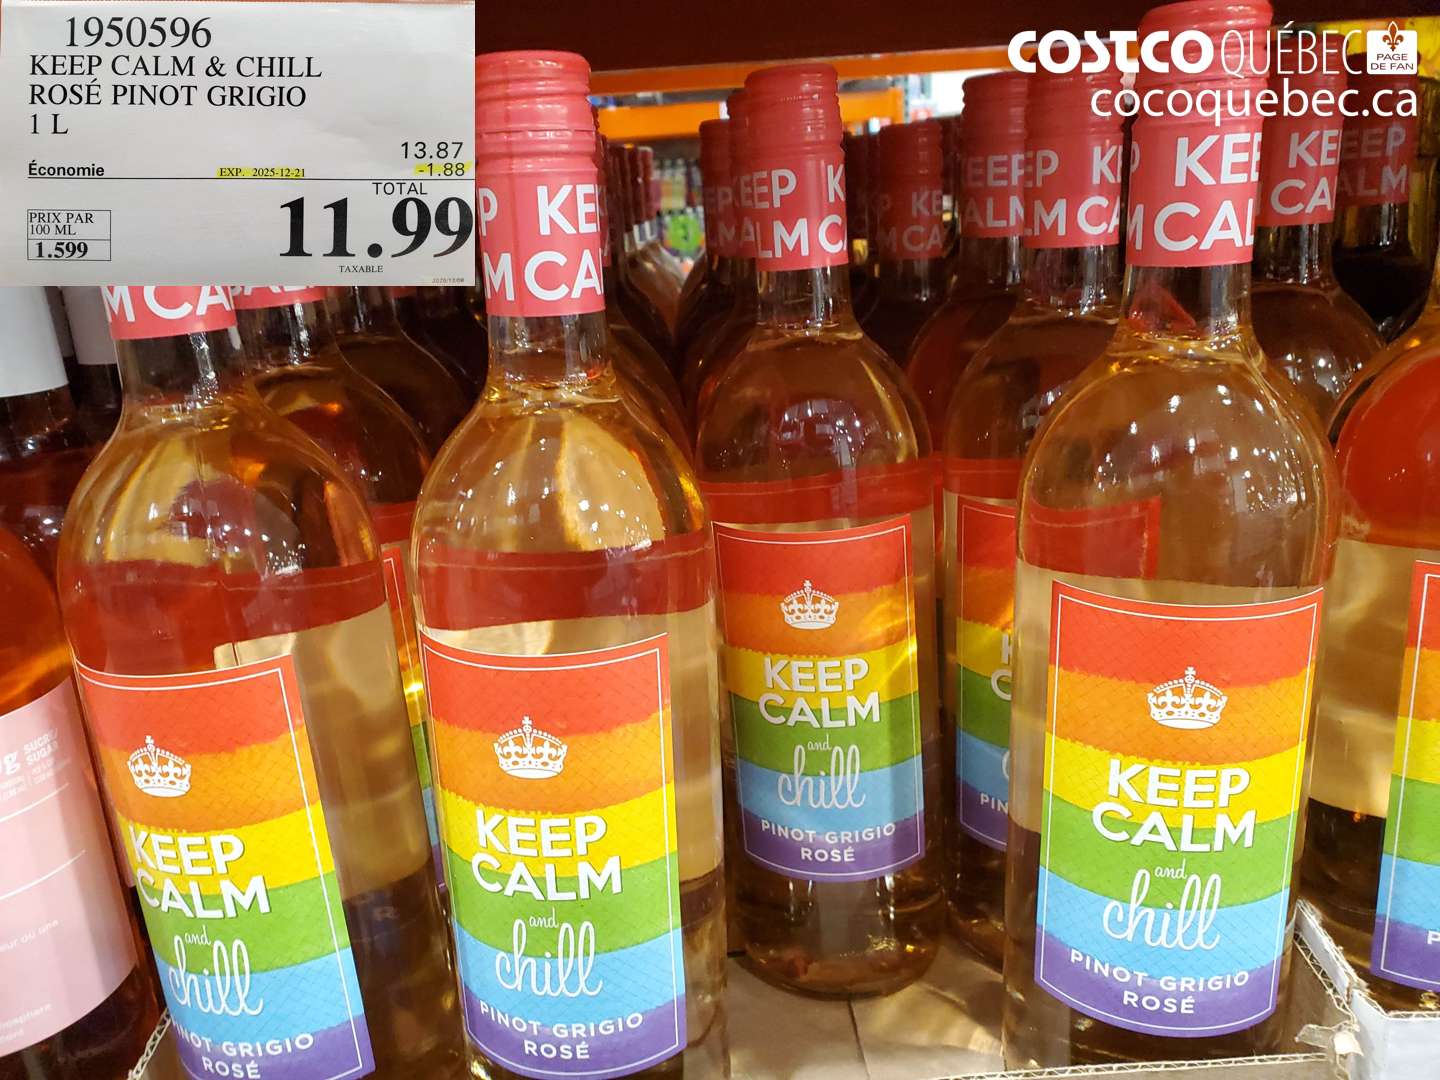 1950596
KEEP CALM & CHILL
ROSÉ PINOT GRIGIO
1 L
13.87
Économie EXP. 2025-12-21 -1.88
TOTAL
11.99
PRIX PAR
100 ML
1.599
TAXABLE
COSTCO QUÉBEC PAGE DE FAN
cocoquebec.ca
KEEP
CALM
and
chill
PINOT GRIGIO
ROSÉ
KEEP
CALM
and
chill
PINOT GRIGIO
ROSÉ
KEEP
CALM
and
chill
PINOT GRIGIO
ROSÉ
KEEP
CALM
and
chill
PINOT GRIGIO
ROSÉ
SUCRE
SUGAR